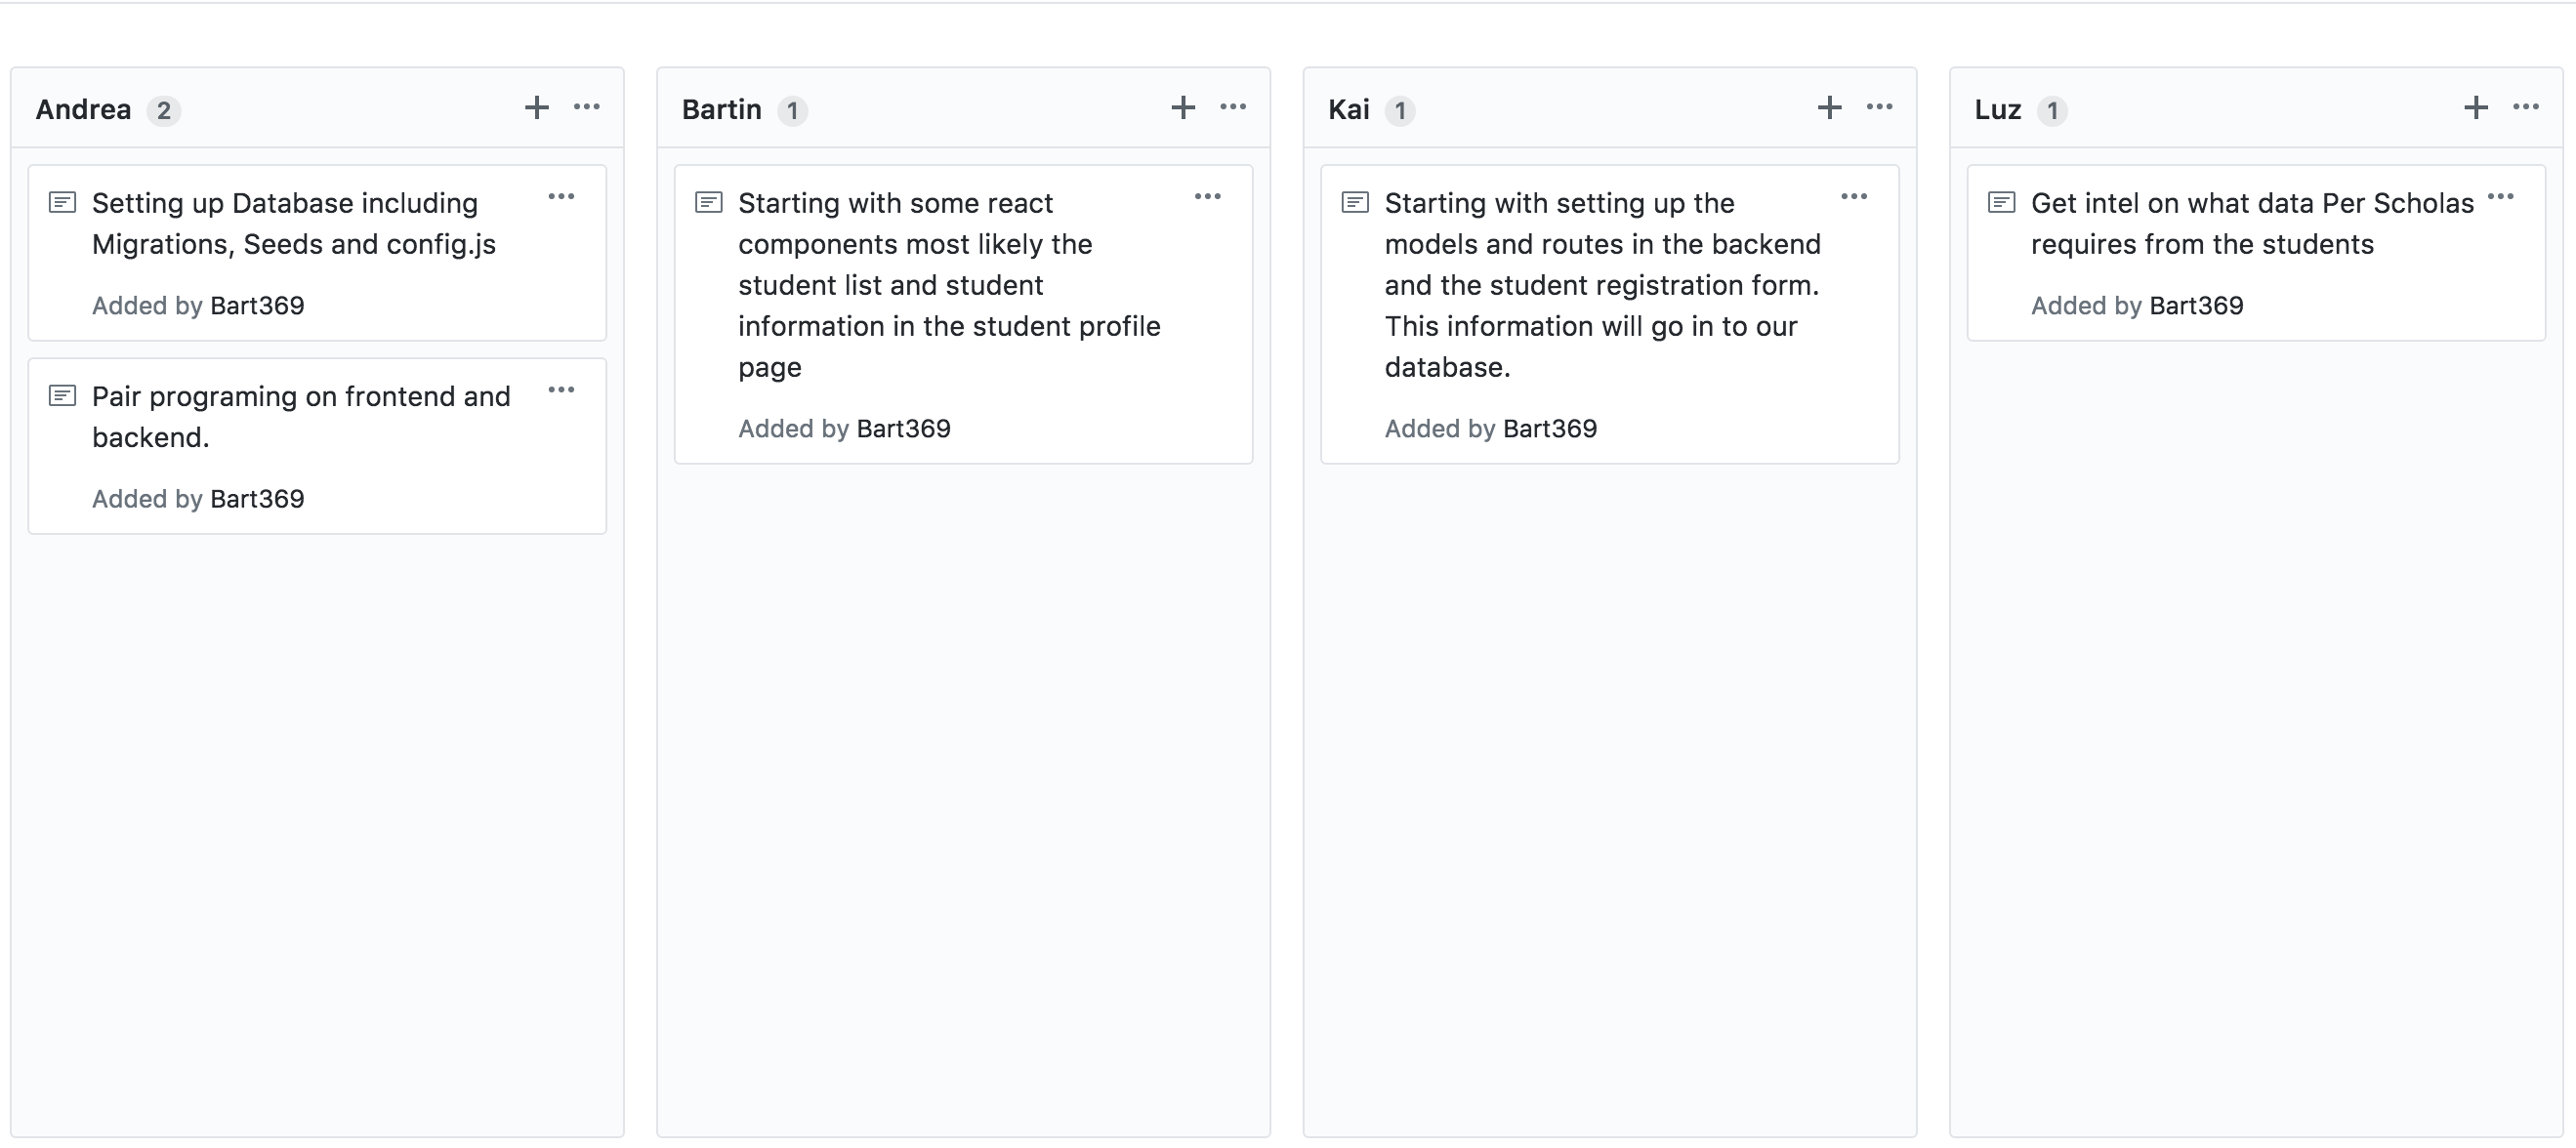 Andrea 2
Setting up Database including
Migrations, Seeds and config.js
Added by Bart369
Pair programing on frontend and
backend.
Added by Bart369
Bartin 1
Starting with some react
components most likely the
student list and student
information in the student profile
page
Added by Bart369
Kai 1
Starting with setting up the
models and routes in the backend
and the student registration form.
This information will go in to our
database.
Added by Bart369
Luz 1
Get intel on what data Per Scholas
requires from the students
Added by Bart369